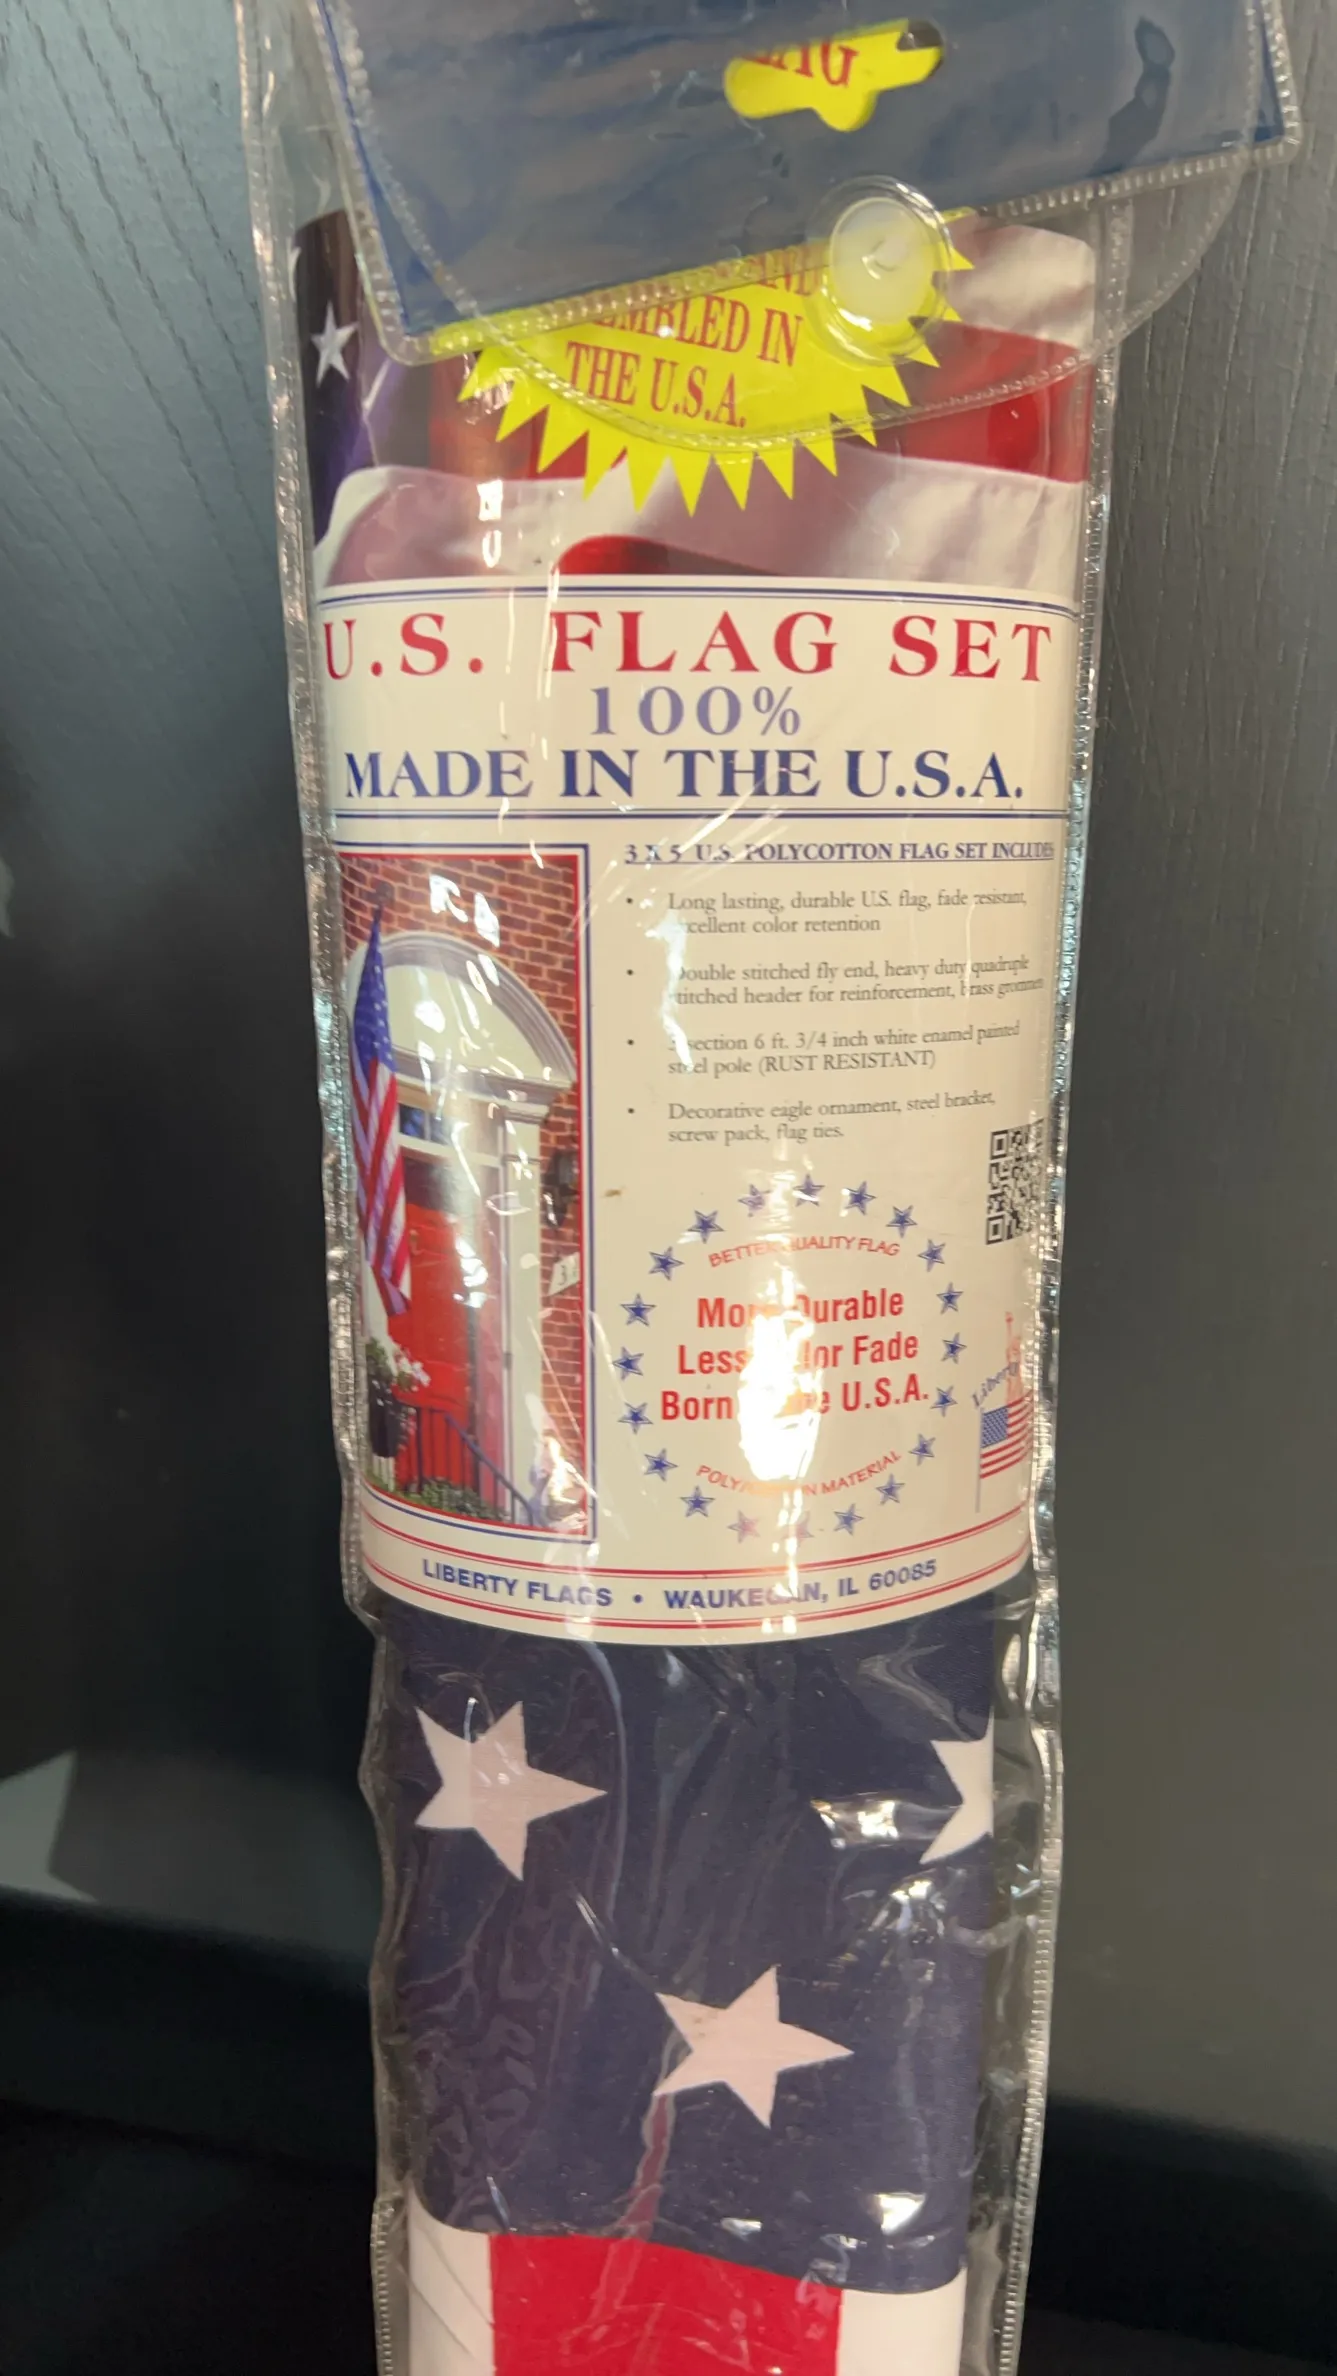 THE U.S.A.
U.S. FLAG SET
100%
MADE IN THE U.S.A.
3 X 5 U.S. POLYCOTTON FLAG SET INCLUDES
• Long lasting, durable U.S. flag, fade resistant,
excellent color retention
• Double stitched fly end, heavy duty quadruple
stitched header for reinforcement, brass
• section 6 ft. 3/4 inch white enamel painted
steel pole (RUST RESISTANT)
• Decorative eagle ornament, steel bracket,
screw pack, flag ties.
BETTER QUALITY FLAG
More Durable
Less Color Fade
Born U.S.A.
MATERIAL
Liberty
LIBERTY FLAGS • WAUKEGAN, IL 60085